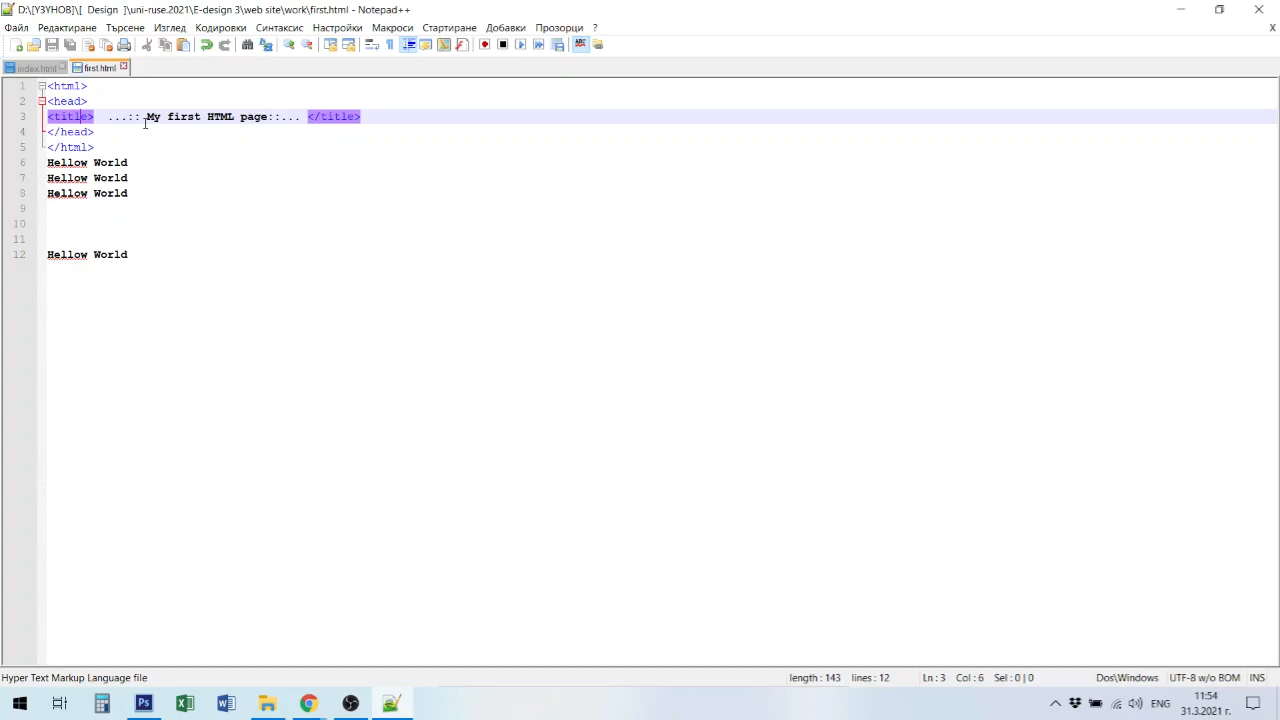 D:\[УЗУНОВ]\[  Design  ]\uni-ruse.2021\E-design 3\web site\work\first.html - Notepad++
Файл Редактиране Търсене Изглед Кодировки Синтаксис Настройки Макроси Стартиране Добавки Прозорци ? X
index.html first.html
1 <html>
2 <head>
3 <title>  ...:: My first HTML page::... </title>
4 </head>
5 </html>
6 Hellow World
7 Hellow World
8 Hellow World
9
10
11
12 Hellow World
Hyper Text Markup Language file length : 143 lines : 12 Ln : 3 Col : 6 Sel : 0 | 0 Dos\Windows UTF-8 w/o BOM INS
ЕНГ 11:54
31.3.2021 г.